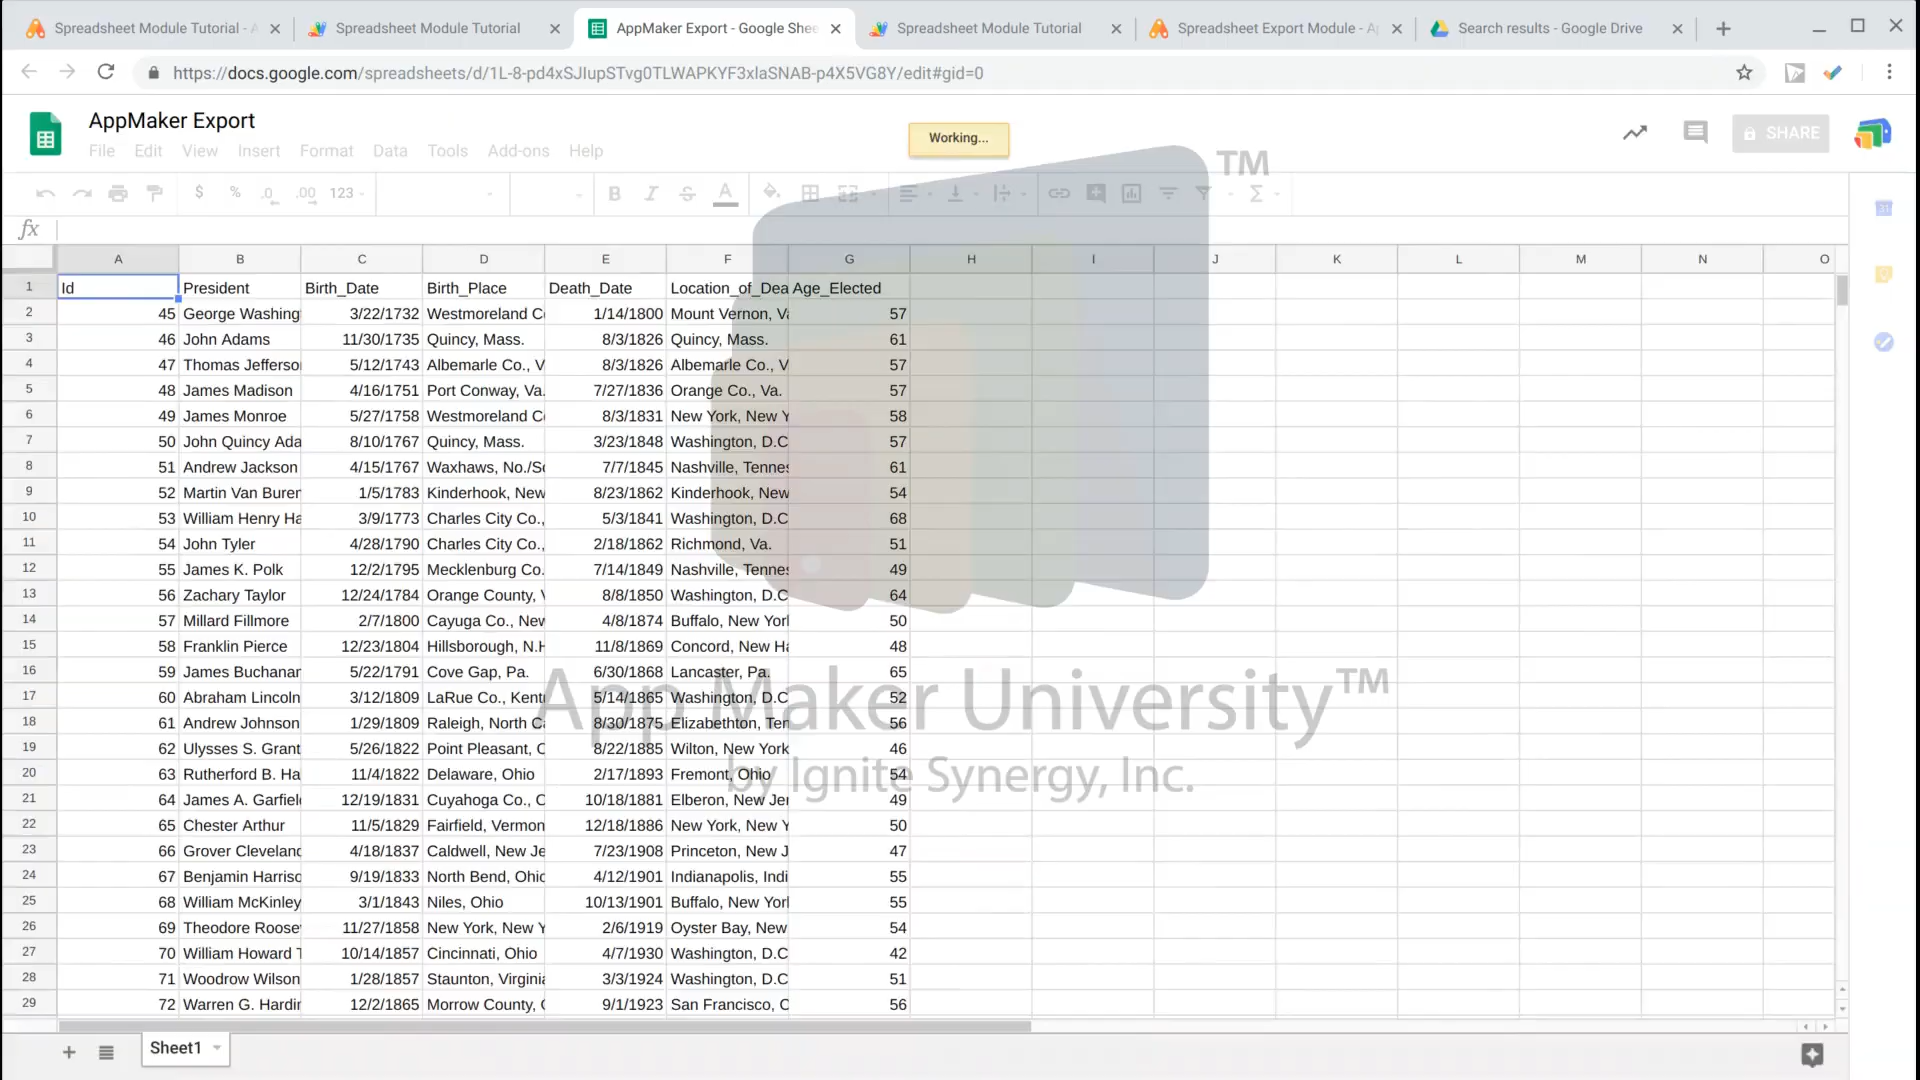 Spreadsheet Module Tutorial - A
Spreadsheet Module Tutorial
AppMaker Export - Google Shee
Spreadsheet Module Tutorial
Spreadsheet Export Module - Ap
Search results - Google Drive
https://docs.google.com/spreadsheets/d/1L-8-pd4xSJIupSTvg0TLWAPKYF3xlaSNAB-p4X5VG8Y/edit#gid=0
AppMaker Export
Working...
SHARE
File Edit View Insert Format Data Tools Add-ons Help
TM
$ % .0 .00 123 B I S A Σ
fx
A B C D E F G H I J K L M N O
1 Id President Birth_Date Birth_Place Death_Date Location_of_Dea Age_Elected
2 45 George Washing 3/22/1732 Westmoreland C 1/14/1800 Mount Vernon, Va 57
3 46 John Adams 11/30/1735 Quincy, Mass. 8/3/1826 Quincy, Mass. 61
4 47 Thomas Jefferso 5/12/1743 Albemarle Co., V 8/3/1826 Albemarle Co., V 57
5 48 James Madison 4/16/1751 Port Conway, Va. 7/27/1836 Orange Co., Va. 57
6 49 James Monroe 5/27/1758 Westmoreland C 8/3/1831 New York, New Y 58
7 50 John Quincy Ada 8/10/1767 Quincy, Mass. 3/23/1848 Washington, D.C 57
8 51 Andrew Jackson 4/15/1767 Waxhaws, No./So 7/7/1845 Nashville, Tennes 61
9 52 Martin Van Buren 1/5/1783 Kinderhook, New 8/23/1862 Kinderhook, New 54
10 53 William Henry Ha 3/9/1773 Charles City Co., 5/3/1841 Washington, D.C 68
11 54 John Tyler 4/28/1790 Charles City Co., 2/18/1862 Richmond, Va. 51
12 55 James K. Polk 12/2/1795 Mecklenburg Co. 7/14/1849 Nashville, Tennes 49
13 56 Zachary Taylor 12/24/1784 Orange County, V 8/8/1850 Washington, D.C 64
14 57 Millard Fillmore 2/7/1800 Cayuga Co., New 4/8/1874 Buffalo, New Yorl 50
15 58 Franklin Pierce 12/23/1804 Hillsborough, N.H 11/8/1869 Concord, New Ha 48
16 59 James Buchanan 5/22/1791 Cove Gap, Pa. 6/30/1868 Lancaster, Pa. 65
17 60 Abraham Lincoln 3/12/1809 LaRue Co., Kentu 5/14/1865 Washington, D.C 52
18 61 Andrew Johnson 1/29/1809 Raleigh, North Ca 8/30/1875 Elizabethton, Ten 56
19 62 Ulysses S. Grant 5/26/1822 Point Pleasant, O 8/22/1885 Wilton, New York 46
20 63 Rutherford B. Ha 11/4/1822 Delaware, Ohio 2/17/1893 Fremont, Ohio 54
21 64 James A. Garfiel 12/19/1831 Cuyahoga Co., O 10/18/1881 Elberon, New Jer 49
22 65 Chester Arthur 11/5/1829 Fairfield, Vermon 12/18/1886 New York, New Y 50
23 66 Grover Cleveland 4/18/1837 Caldwell, New Je 7/23/1908 Princeton, New J 47
24 67 Benjamin Harriso 9/19/1833 North Bend, Ohio 4/12/1901 Indianapolis, Indi 55
25 68 William McKinley 3/1/1843 Niles, Ohio 10/13/1901 Buffalo, New Yorl 55
26 69 Theodore Roose 11/27/1858 New York, New Y 2/6/1919 Oyster Bay, New 54
27 70 William Howard T 10/14/1857 Cincinnati, Ohio 4/7/1930 Washington, D.C 42
28 71 Woodrow Wilson 1/28/1857 Staunton, Virginia 3/3/1924 Washington, D.C 51
29 72 Warren G. Hardin 12/2/1865 Morrow County, O 9/1/1923 San Francisco, C 56
App Maker University™
by Ignite Synergy, Inc.
Sheet1